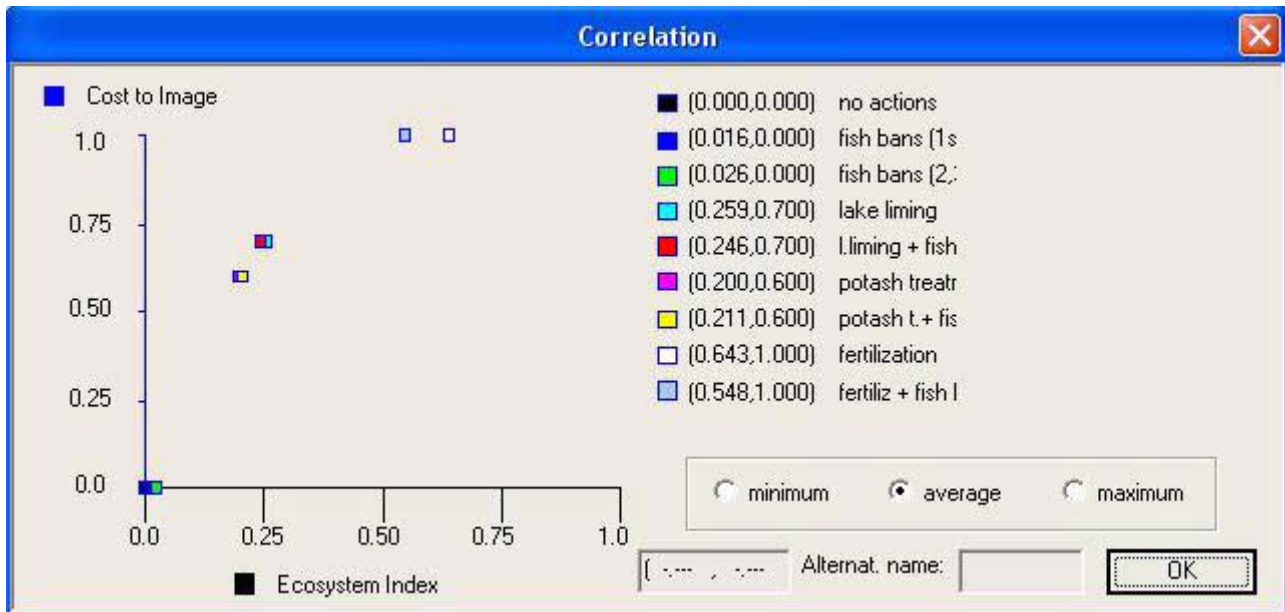 Correlation
Cost to Image
1.0
0.75
0.50
0.25
0.0
0.0 0.25 0.50 0.75 1.0
Ecosystem Index
(0.000,0.000) no actions
(0.016,0.000) fish bans (1s
(0.026,0.000) fish bans (2,
(0.259,0.700) lake liming
(0.246,0.700) l.liming + fish
(0.200,0.600) potash treatr
(0.211,0.600) potash t.+ fis
(0.643,1.000) fertilization
(0.548,1.000) fertiliz + fish l
minimum average maximum
( -.--- , -.---
Alternat. name:
OK